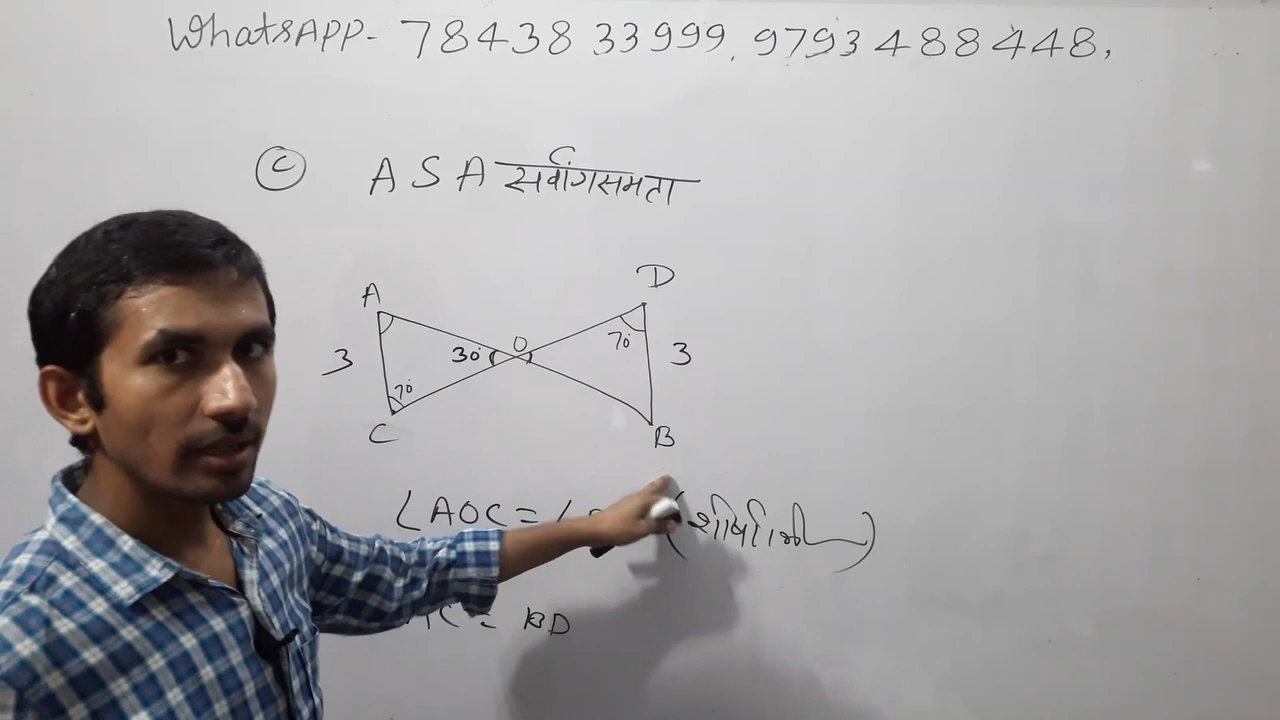 WhatsAPP- 7843833999, 9793488448,
C ASA सर्वांगसमता
A D
O
3 30° 70° 3
70°
C B
∠AOC = ∠
AC = BD